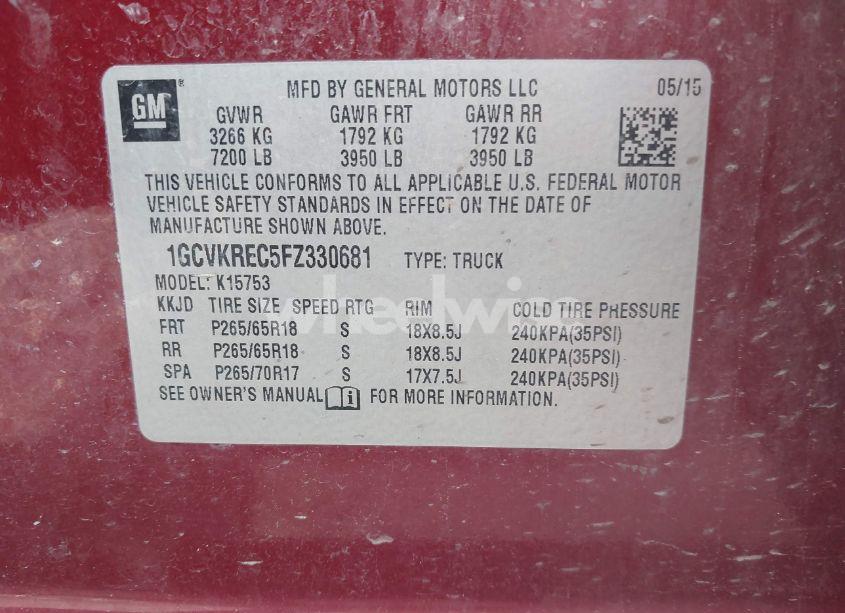 GM ® MFD BY GENERAL MOTORS LLC 05/15
GVWR GAWR FRT GAWR RR
3266 KG 1792 KG 1792 KG
7200 LB 3950 LB 3950 LB
THIS VEHICLE CONFORMS TO ALL APPLICABLE U.S. FEDERAL MOTOR
VEHICLE SAFETY STANDARDS IN EFFECT ON THE DATE OF
MANUFACTURE SHOWN ABOVE.
1GCVKREC5FZ330681 TYPE: TRUCK
MODEL: K15753
KKJD TIRE SIZE SPEED RTG RIM COLD TIRE PRESSURE
FRT P265/65R18 S 18X8.5J 240KPA(35PSI)
RR P265/65R18 S 18X8.5J 240KPA(35PSI)
SPA P265/70R17 S 17X7.5J 240KPA(35PSI)
SEE OWNER'S MANUAL FOR MORE INFORMATION.